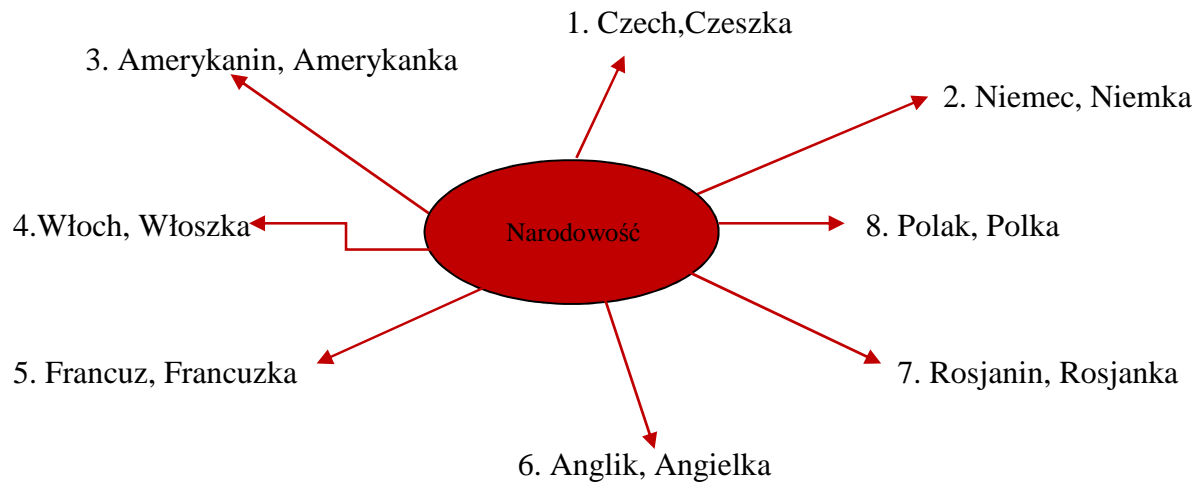 1. Czech,Czeszka
3. Amerykanin, Amerykanka
2. Niemec, Niemka
4.Włoch, Włoszka
Narodowość
8. Polak, Polka
5. Francuz, Francuzka
7. Rosjanin, Rosjanka
6. Anglik, Angielka